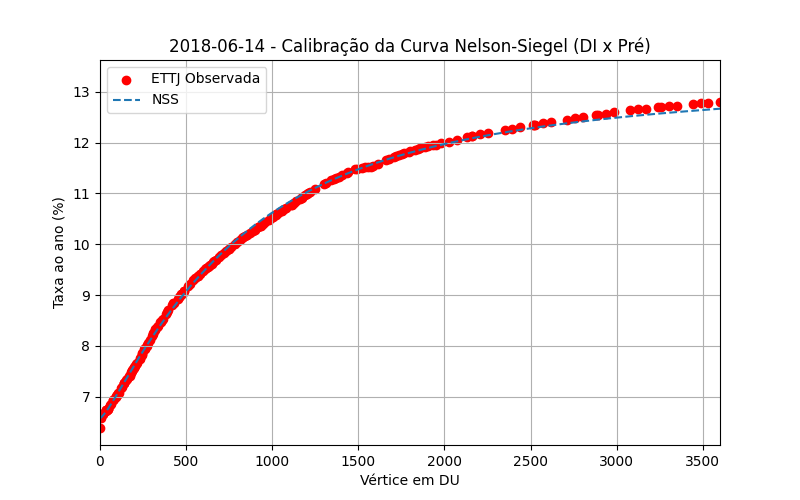 2018-06-14 - Calibração da Curva Nelson-Siegel (DI x Pré)
ETTJ Observada
NSS
Taxa ao ano (%)
13
12
11
10
9
8
7
0 500 1000 1500 2000 2500 3000 3500
Vértice em DU